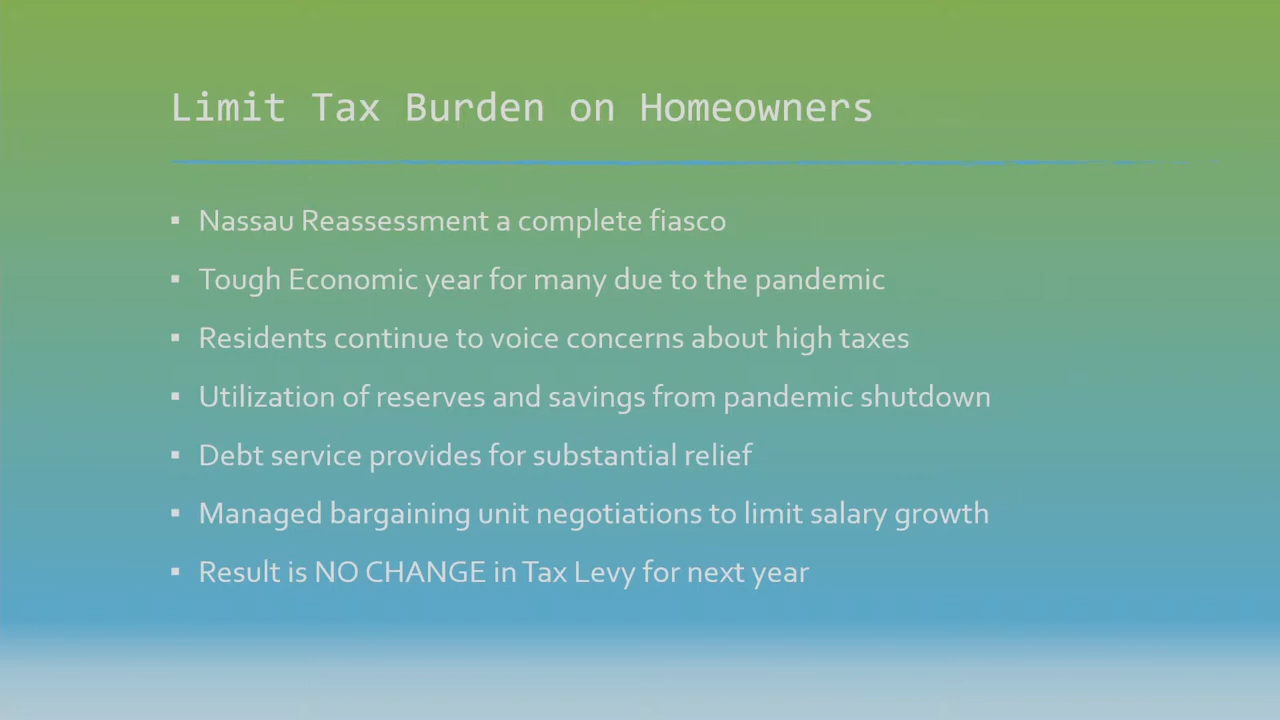 Limit Tax Burden on Homeowners
▪ Nassau Reassessment a complete fiasco
▪ Tough Economic year for many due to the pandemic
▪ Residents continue to voice concerns about high taxes
▪ Utilization of reserves and savings from pandemic shutdown
▪ Debt service provides for substantial relief
▪ Managed bargaining unit negotiations to limit salary growth
▪ Result is NO CHANGE in Tax Levy for next year